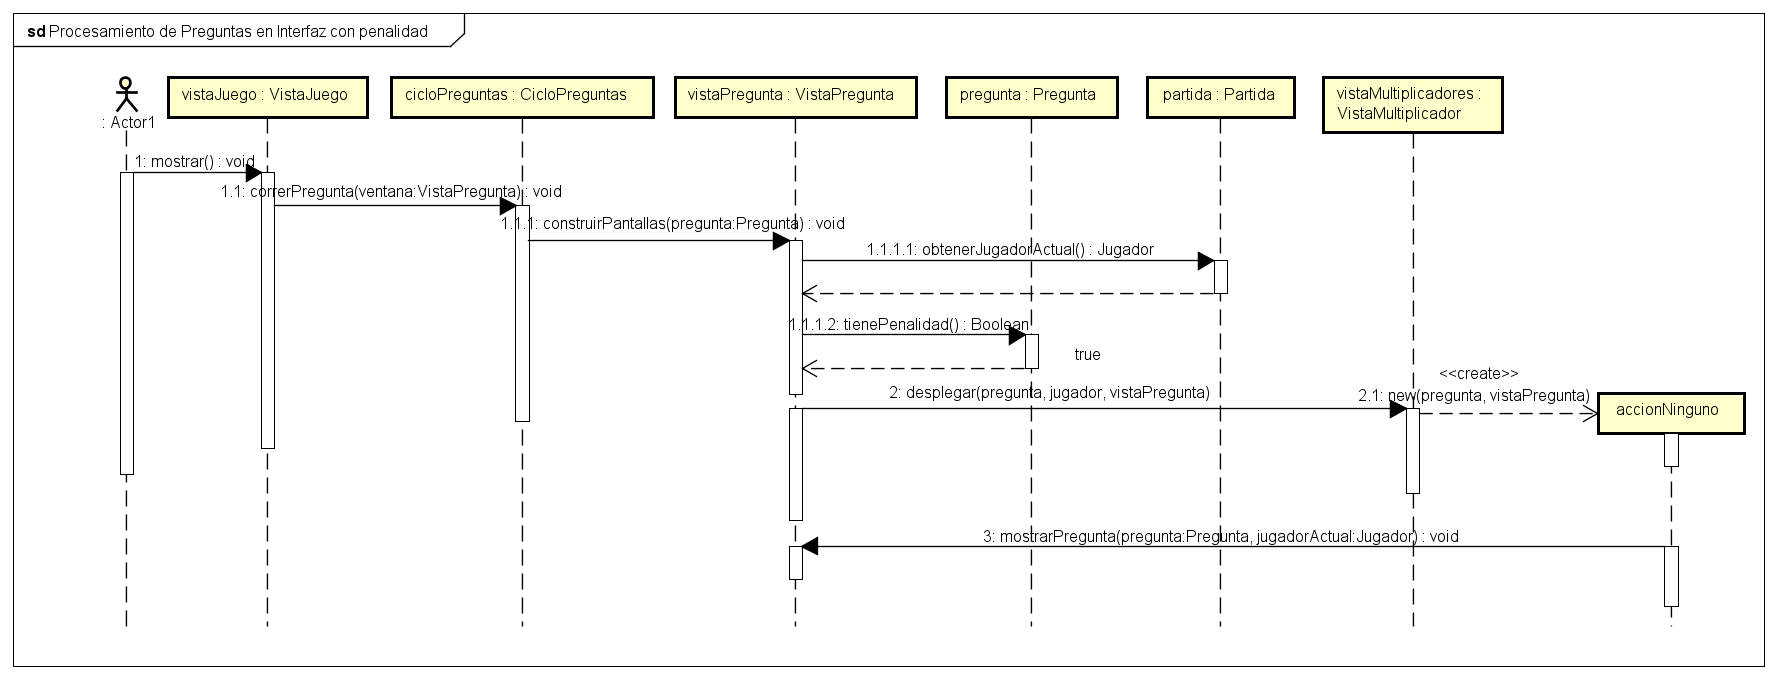 sd Procesamiento de Preguntas en Interfaz con penalidad
: Actor1
vistaJuego : VistaJuego
cicloPreguntas : CicloPreguntas
vistaPregunta : VistaPregunta
pregunta : Pregunta
partida : Partida
vistaMultiplicadores :
VistaMultiplicador
1: mostrar() : void
1.1: correrPregunta(ventana:VistaPregunta) : void
1.1.1: construirPantallas(pregunta:Pregunta) : void
1.1.1.1: obtenerJugadorActual() : Jugador
1.1.1.2: tienePenalidad() : Boolean
true
<<create>>
2: desplegar(pregunta, jugador, vistaPregunta)
2.1: new(pregunta, vistaPregunta)
accionNinguno
3: mostrarPregunta(pregunta:Pregunta, jugadorActual:Jugador) : void